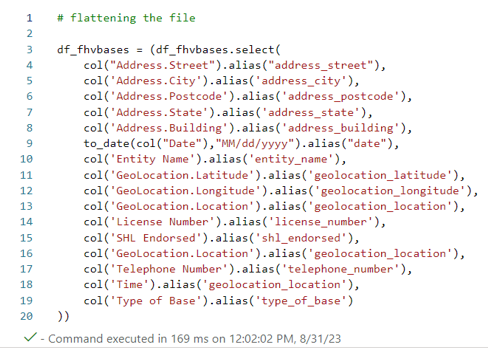 1 # flattening the file
2
3 df_fhvbases = (df_fhvbases.select(
4 col("Address.Street").alias("address_street"),
5 col('Address.City').alias('address_city'),
6 col('Address.Postcode').alias('address_postcode'),
7 col('Address.State').alias('address_state'),
8 col('Address.Building').alias('address_building'),
9 to_date(col("Date"),"MM/dd/yyyy").alias("date"),
10 col('Entity Name').alias('entity_name'),
11 col('GeoLocation.Latitude').alias('geolocation_latitude'),
12 col('GeoLocation.Longitude').alias('geolocation_longitude'),
13 col('GeoLocation.Location').alias('geolocation_location'),
14 col('License Number').alias('license_number'),
15 col('SHL Endorsed').alias('shl_endorsed'),
16 col('GeoLocation.Location').alias('geolocation_location'),
17 col('Telephone Number').alias('telephone_number'),
18 col('Time').alias('geolocation_location'),
19 col('Type of Base').alias('type_of_base')
20 ))
- Command executed in 169 ms on 12:02:02 PM, 8/31/23